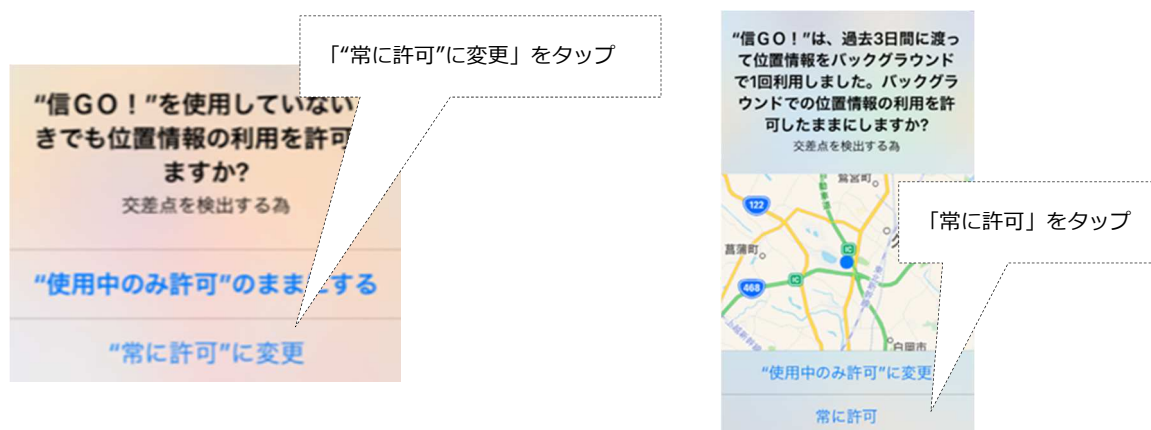 「“常に許可”に変更」をタップ
“信ＧＯ！”を使用していない
きでも位置情報の利用を許可
ますか?
交差点を検出する為
“使用中のみ許可”のままにする
“常に許可”に変更
“信ＧＯ！”は、過去3日間に渡っ
て位置情報をバックグラウンド
で1回利用しました。バックグラ
ウンドでの位置情報の利用を許
可したままにしますか?
交差点を検出する為
鷲宮町
122
菖蒲町
久
468
白岡市
「常に許可」をタップ
“使用中のみ許可”に変更
常に許可